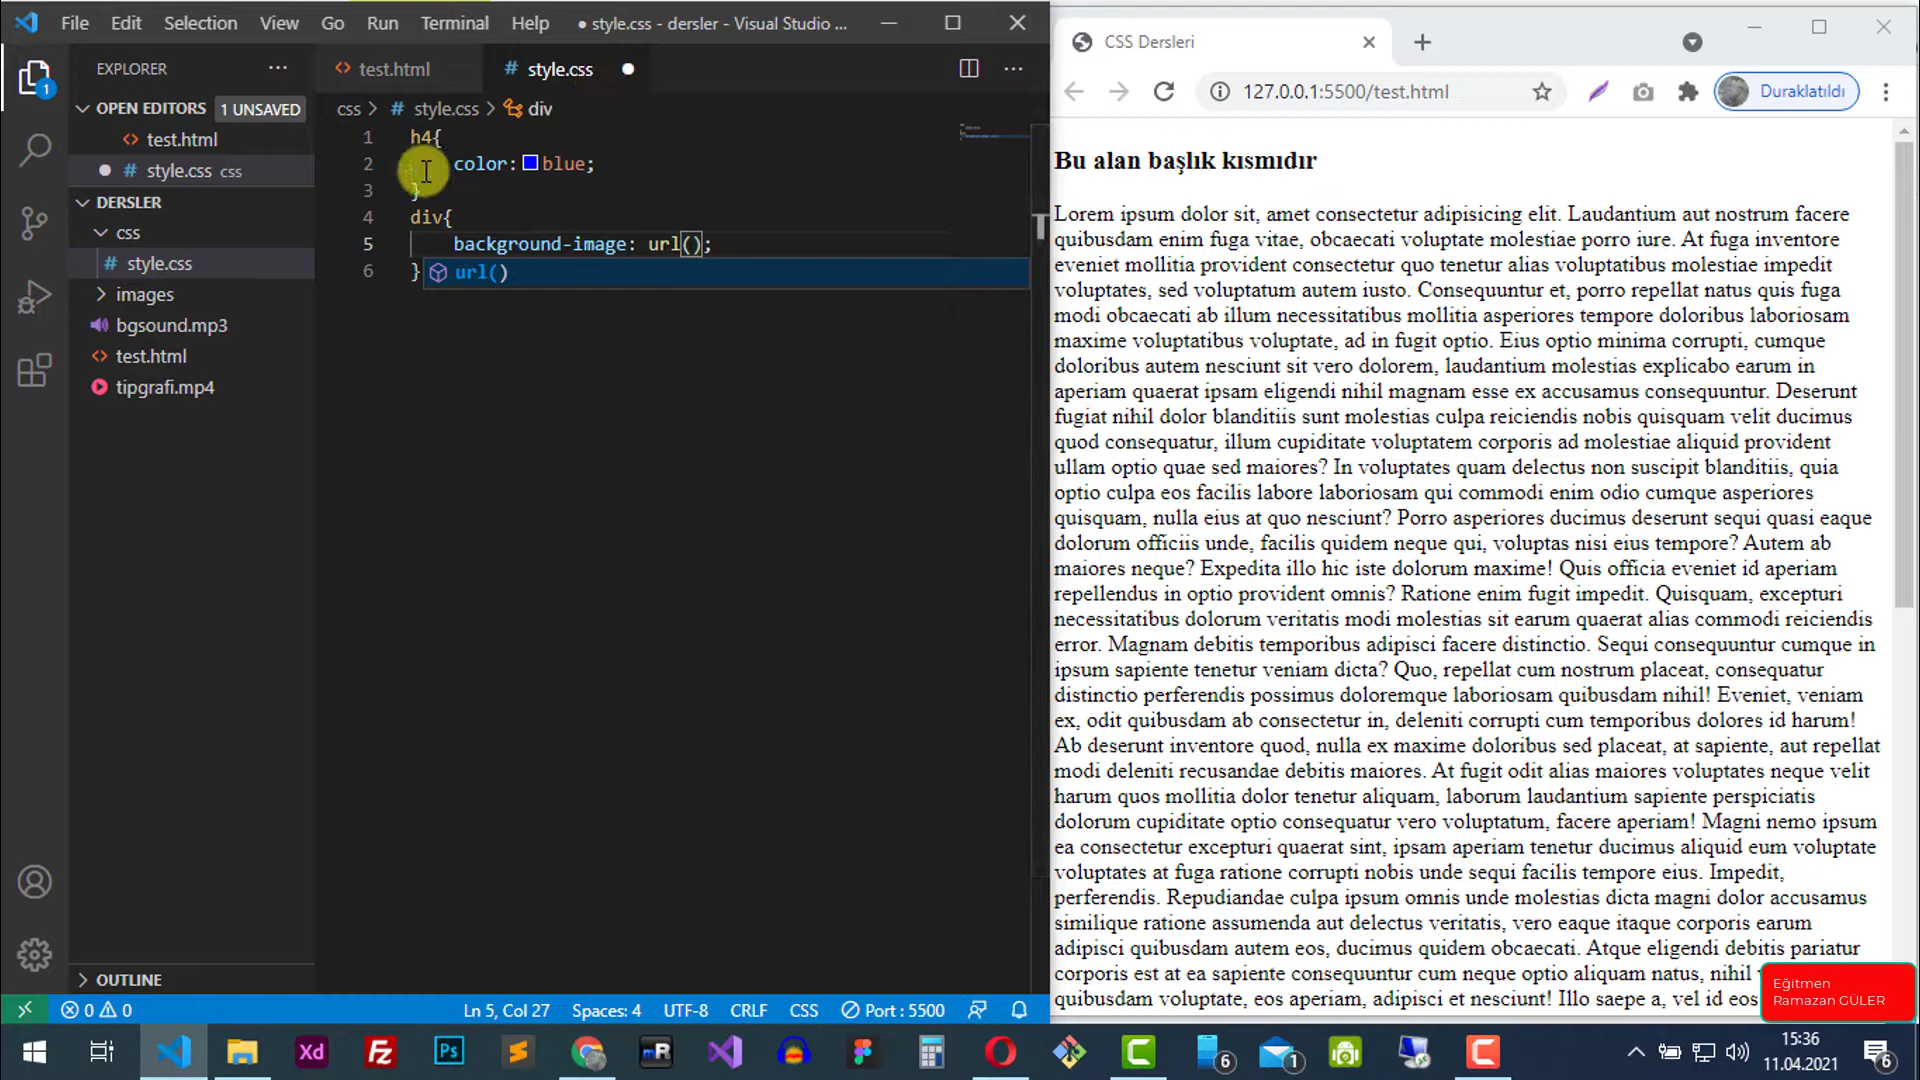 File Edit Selection View Go Run Terminal Help ● style.css - dersler - Visual Studio ...
EXPLORER ...
OPEN EDITORS 1 UNSAVED
test.html
# style.css css
DERSLER
css
# style.css
images
bgsound.mp3
test.html
tipgrafi.mp4
OUTLINE
test.html # style.css
css > # style.css > div
1 h4{
2 color: blue;
3 }
4 div{
5 background-image: url();
6 }
url()
0 0 Ln 5, Col 27 Spaces: 4 UTF-8 CRLF CSS Port : 5500
CSS Dersleri
127.0.0.1:5500/test.html Duraklatıldı
Bu alan başlık kısmıdır
Lorem ipsum dolor sit, amet consectetur adipisicing elit. Laudantium aut nostrum facere
quibusdam enim fuga vitae, obcaecati voluptate molestiae porro iure. At fuga inventore
eveniet mollitia provident consectetur quo tenetur alias voluptatibus molestiae impedit
voluptates, sed voluptatum autem iusto. Consequuntur et, porro repellat natus quis fuga
modi obcaecati ab illum necessitatibus mollitia asperiores tempore doloribus laboriosam
maxime voluptatibus voluptate, ad in fugit optio. Eius optio minima corrupti, cumque
doloribus autem nesciunt sit vero dolorem, laudantium molestias explicabo earum in
aperiam quaerat ipsam eligendi nihil magnam esse ex accusamus consequuntur. Deserunt
fugiat nihil dolor blanditiis sunt molestias culpa reiciendis nobis quisquam velit ducimus
quod consequatur, illum cupiditate voluptatem corporis ad molestiae aliquid provident
ullam optio quae sed maiores? In voluptates quam delectus non suscipit blanditiis, quia
optio culpa eos facilis labore laboriosam qui commodi enim odio cumque asperiores
quisquam, nulla eius at quo nesciunt? Porro asperiores ducimus deserunt sequi quasi eaque
dolorum officiis unde, facilis quidem neque qui, voluptas nisi eius tempore? Autem ab
maiores neque? Expedita illo hic iste dolorum maxime! Quis officia eveniet id aperiam
repellendus in optio provident omnis? Ratione enim fugit impedit. Quisquam, excepturi
necessitatibus dolorum veritatis modi molestias sit earum quaerat alias commodi reiciendis
error. Magnam debitis temporibus adipisci facere distinctio. Sequi consequuntur cumque in
ipsum sapiente tenetur veniam dicta? Quo, repellat cum nostrum placeat, consequatur
distinctio perferendis possimus doloremque laboriosam quibusdam nihil! Eveniet, veniam
ex, odit quibusdam ab consectetur in, deleniti corrupti cum temporibus dolores id harum!
Ab deserunt inventore quod, nulla ex maxime doloribus sed placeat, at sapiente, aut repellat
modi deleniti recusandae debitis maiores. At fugit odit alias maiores voluptates neque velit
harum quos mollitia dolor tenetur aliquam, laborum laudantium sapiente perspiciatis
dolorum cupiditate optio consequatur vero voluptatum, facere aperiam! Magni nemo ipsum
ea consectetur excepturi quaerat sint, ipsam aperiam tenetur ducimus aliquid eum voluptate
voluptates at fuga ratione corrupti nobis unde sequi facilis tempore eius. Impedit,
perferendis. Repudiandae culpa ipsum omnis unde molestias dicta magni dolor accusamus
similique ratione assumenda aut delectus veritatis, vero eaque itaque corporis earum
adipisci quibusdam autem eos, ducimus quidem obcaecati. Atque eligendi debitis pariatur
corporis est at ea sapiente consequuntur cum neque optio aliquam natus, nihil
quibusdam voluptate, eos aperiam, adipisci et nesciunt! Illo saepe a, vel id eos
Eğitmen
Ramazan GÜLER
Xd Fz Ps mR 6 1
15:36
11.04.2021
6